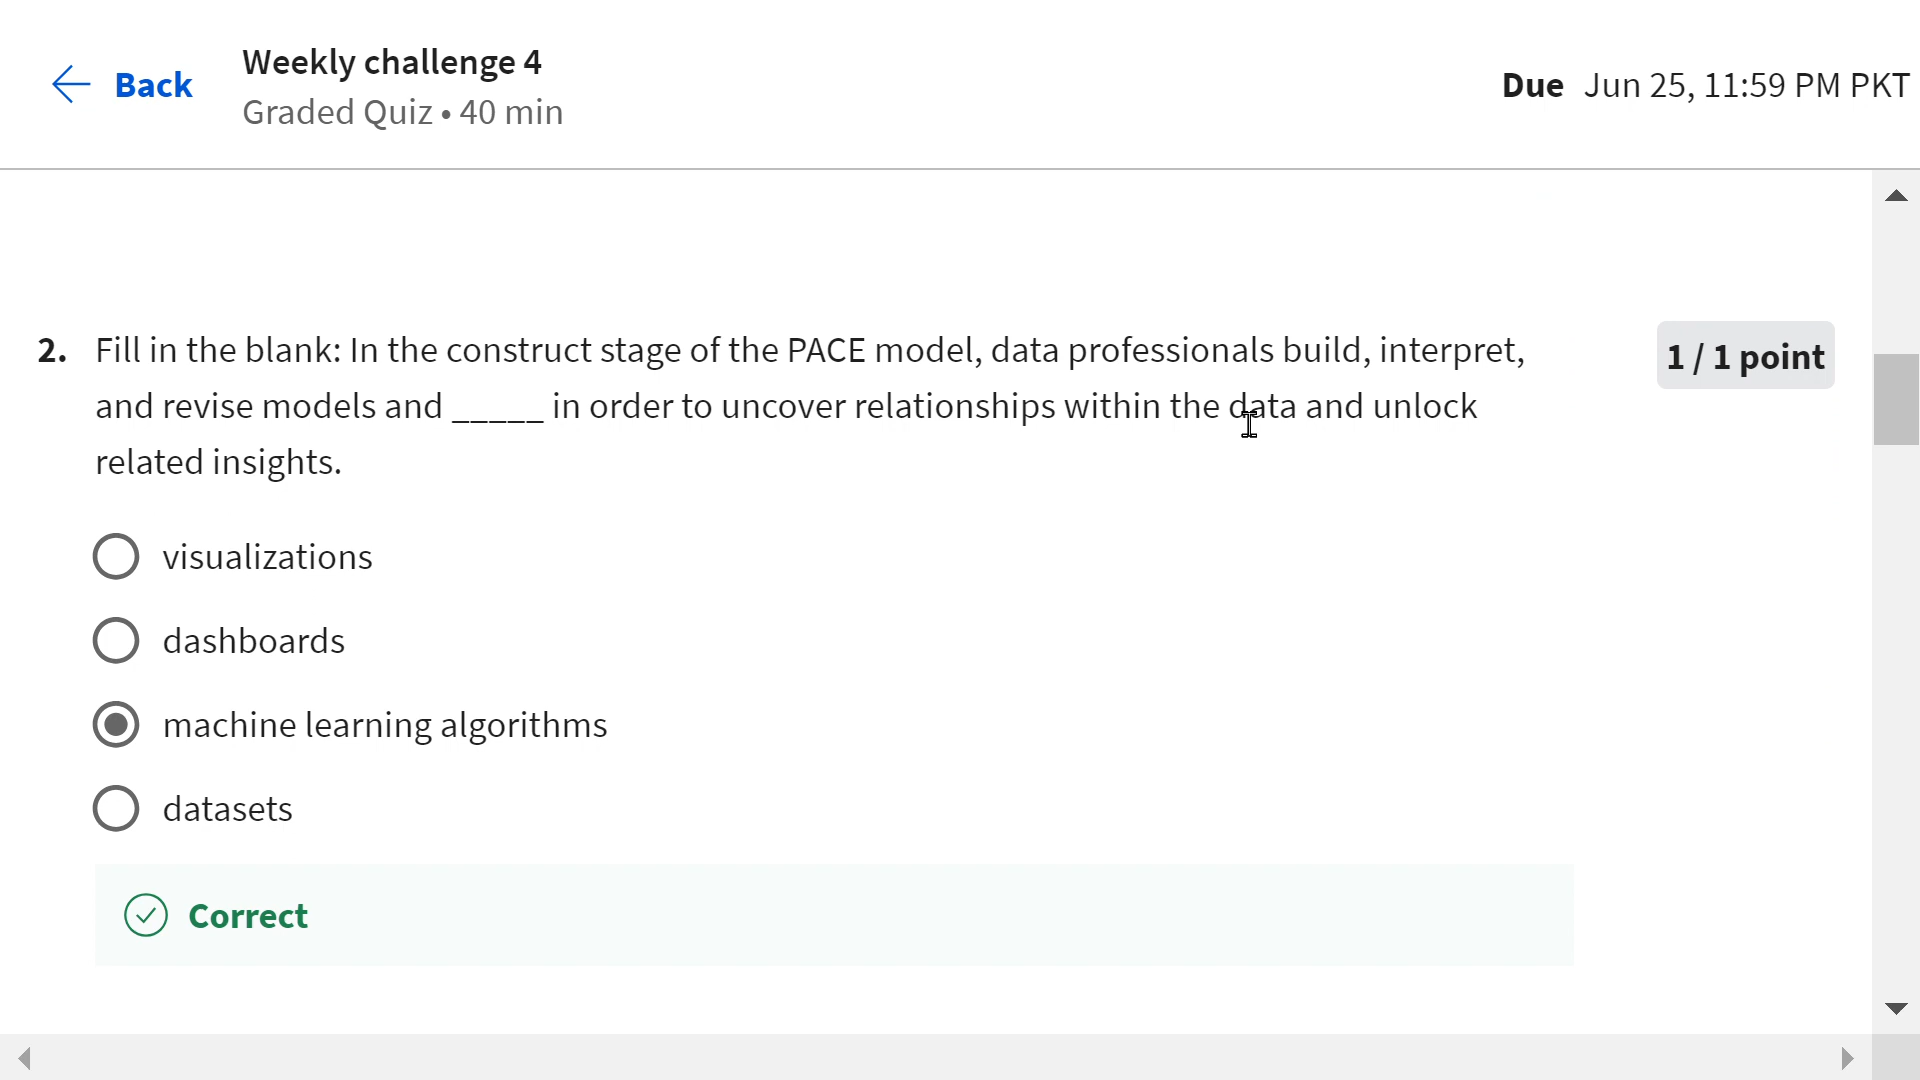 Back
Weekly challenge 4
Graded Quiz • 40 min
Due Jun 25, 11:59 PM PKT
2. Fill in the blank: In the construct stage of the PACE model, data professionals build, interpret,
and revise models and _____ in order to uncover relationships within the data and unlock
related insights.
1 / 1 point
visualizations
dashboards
machine learning algorithms
datasets
Correct